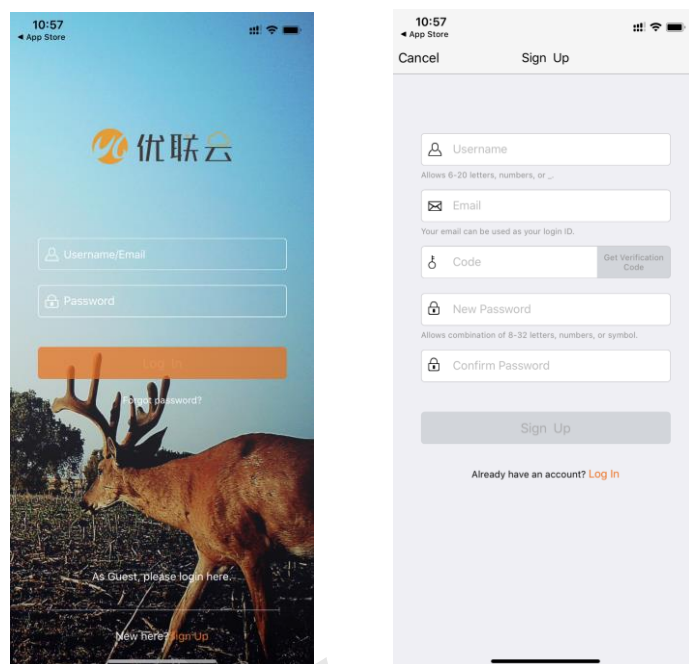 10:57
◀ App Store
优联云
Username/Email
Password
Log In
Forgot password?
As Guest, please login here.
New here? Sign Up
10:57
◀ App Store
Cancel
Sign Up
Username
Allows 6-20 letters, numbers, or _.
Email
Your email can be used as your login ID.
Code
Get Verification
Code
New Password
Allows combination of 8-32 letters, numbers, or symbol.
Confirm Password
Sign Up
Already have an account? Log In